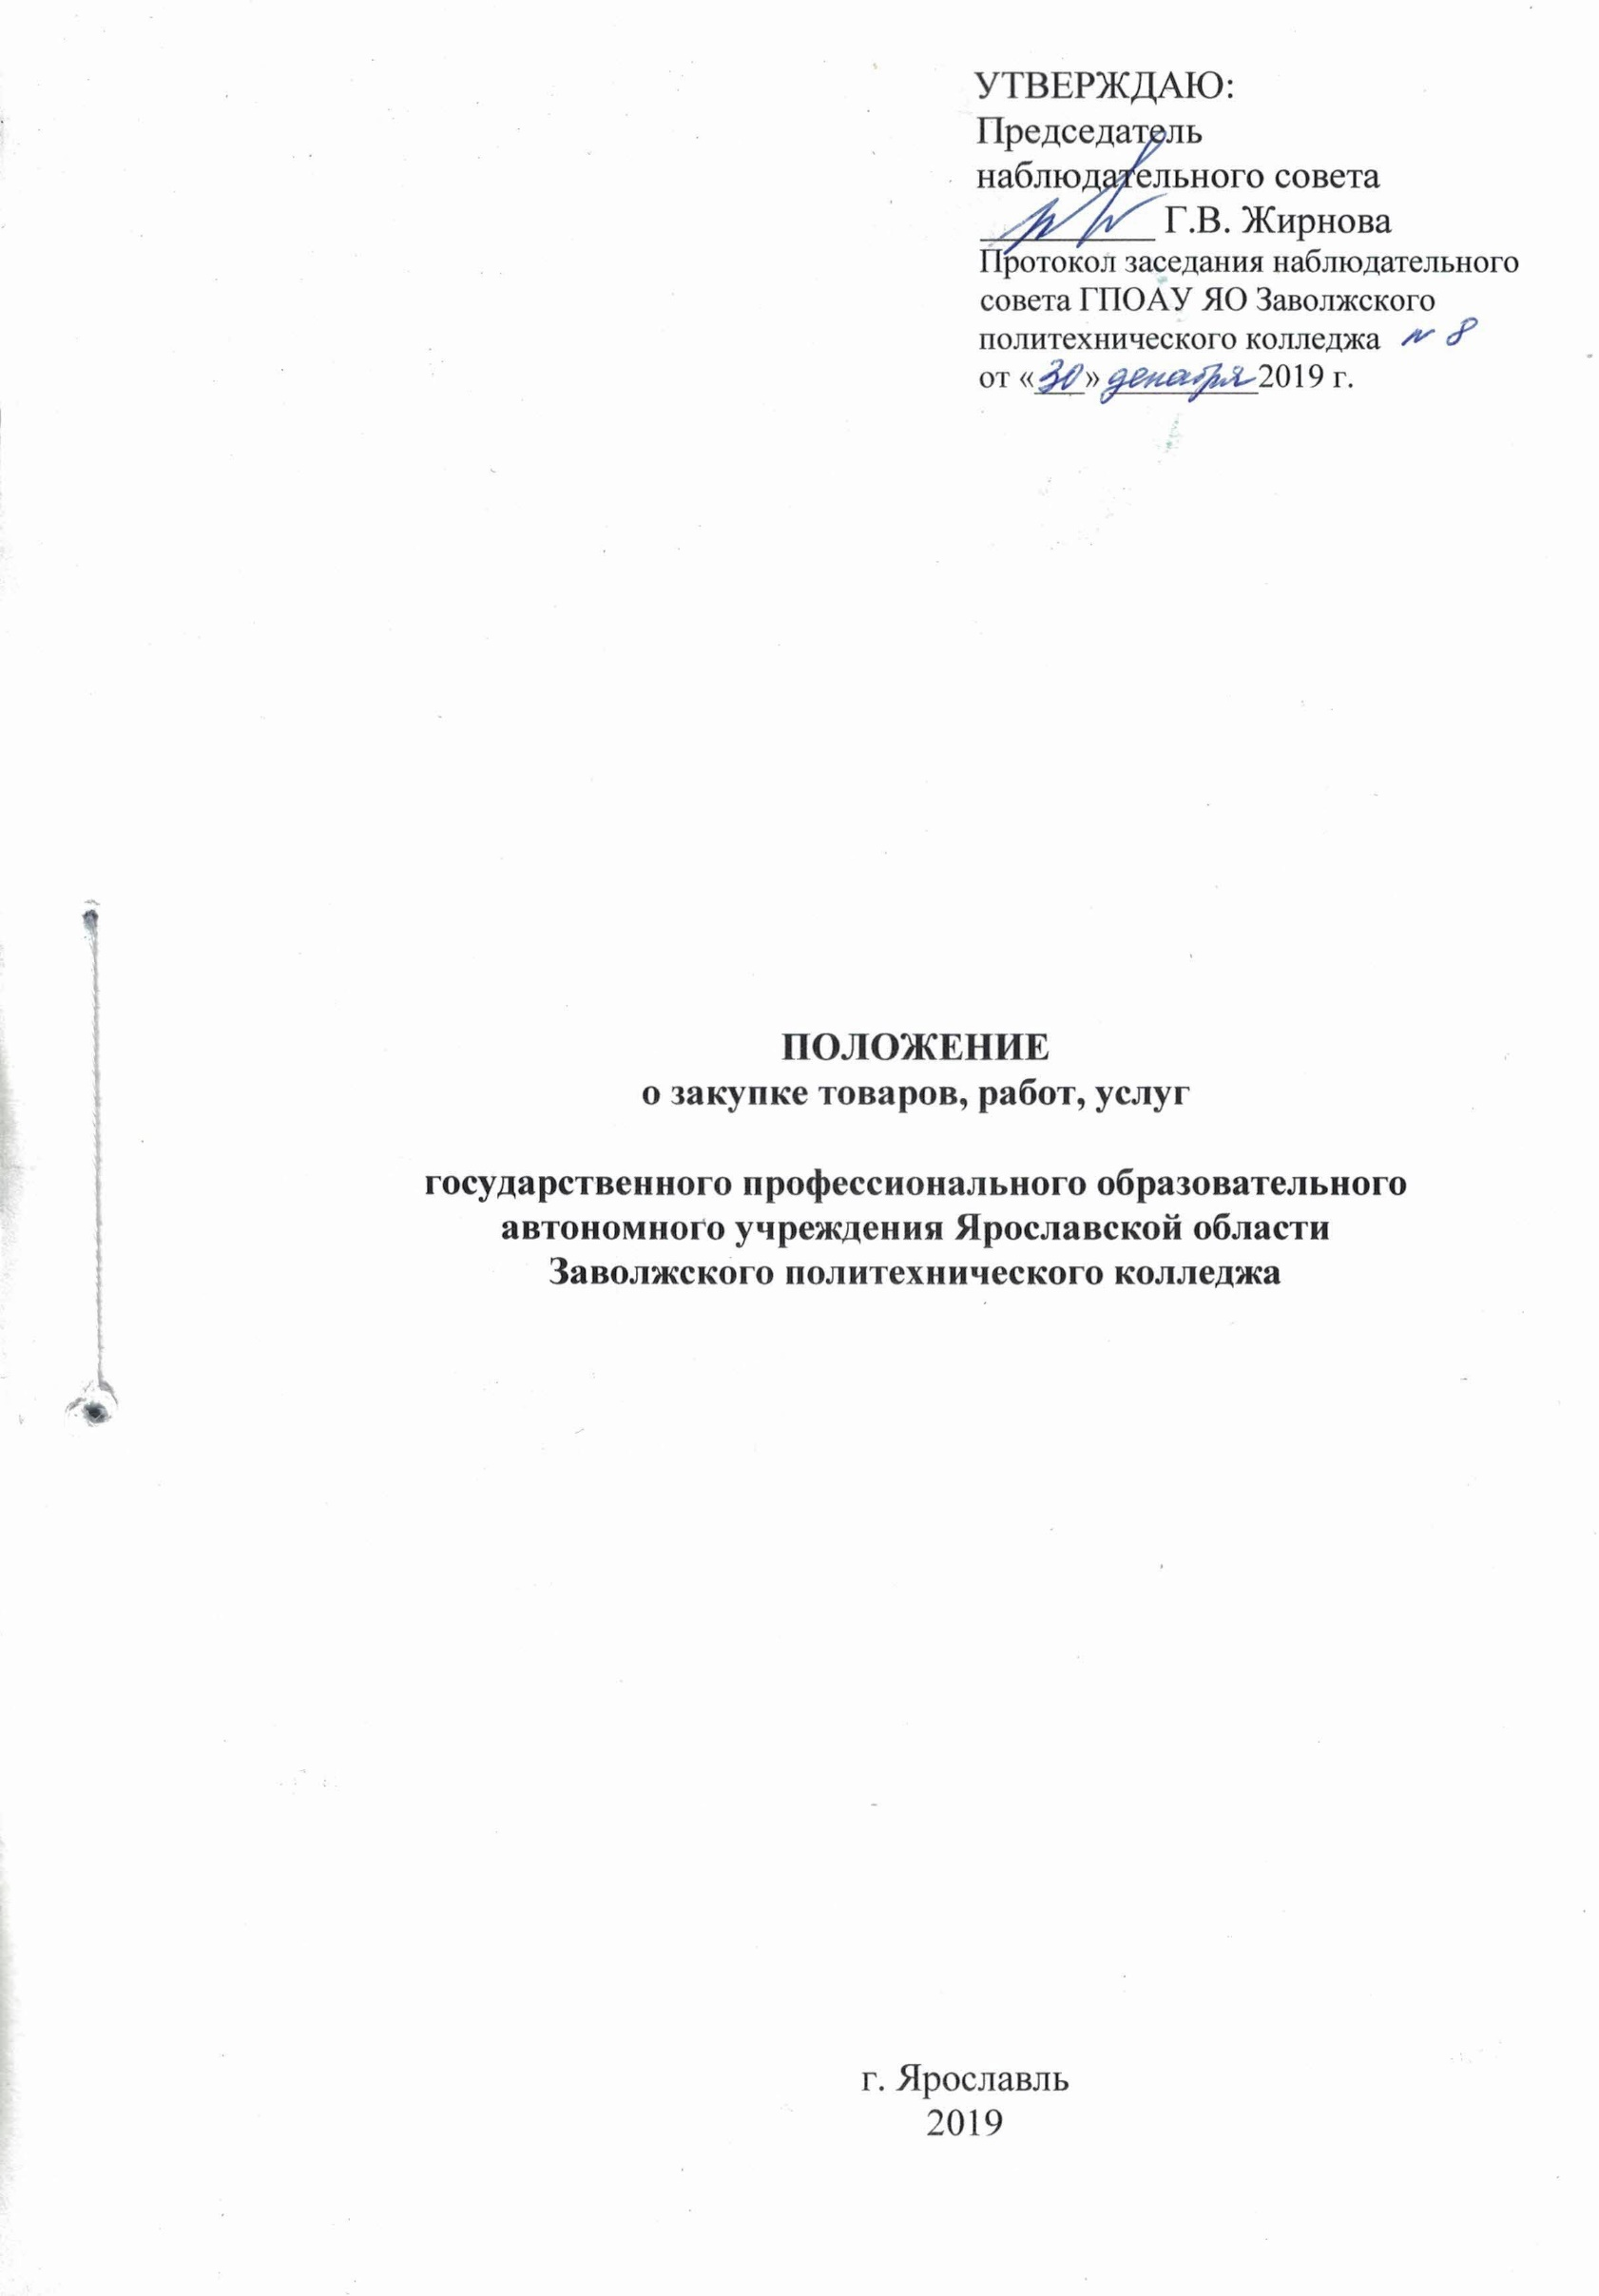 УТВЕРЖДАЮ:
Председатель
наблюдательного совета
__________ Г.В. Жирнова
Протокол заседания наблюдательного
совета ГПОАУ ЯО Заволжского
политехнического колледжа № 8
от «30» декабря 2019 г.
ПОЛОЖЕНИЕ
о закупке товаров, работ, услуг
государственного профессионального образовательного
автономного учреждения Ярославской области
Заволжского политехнического колледжа
г. Ярославль
2019